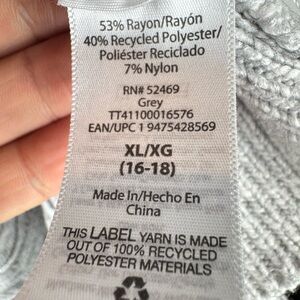 53% Rayon/Rayón
40% Recycled Polyester/
Poliéster Reciclado
7% Nylon
RN# 52469
Grey
TT41100016576
EAN/UPC 1 9475428569
XL/XG
(16-18)
Made in/Hecho En
China
THIS LABEL YARN IS MADE
OUT OF 100% RECYCLED
POLYESTER MATERIALS